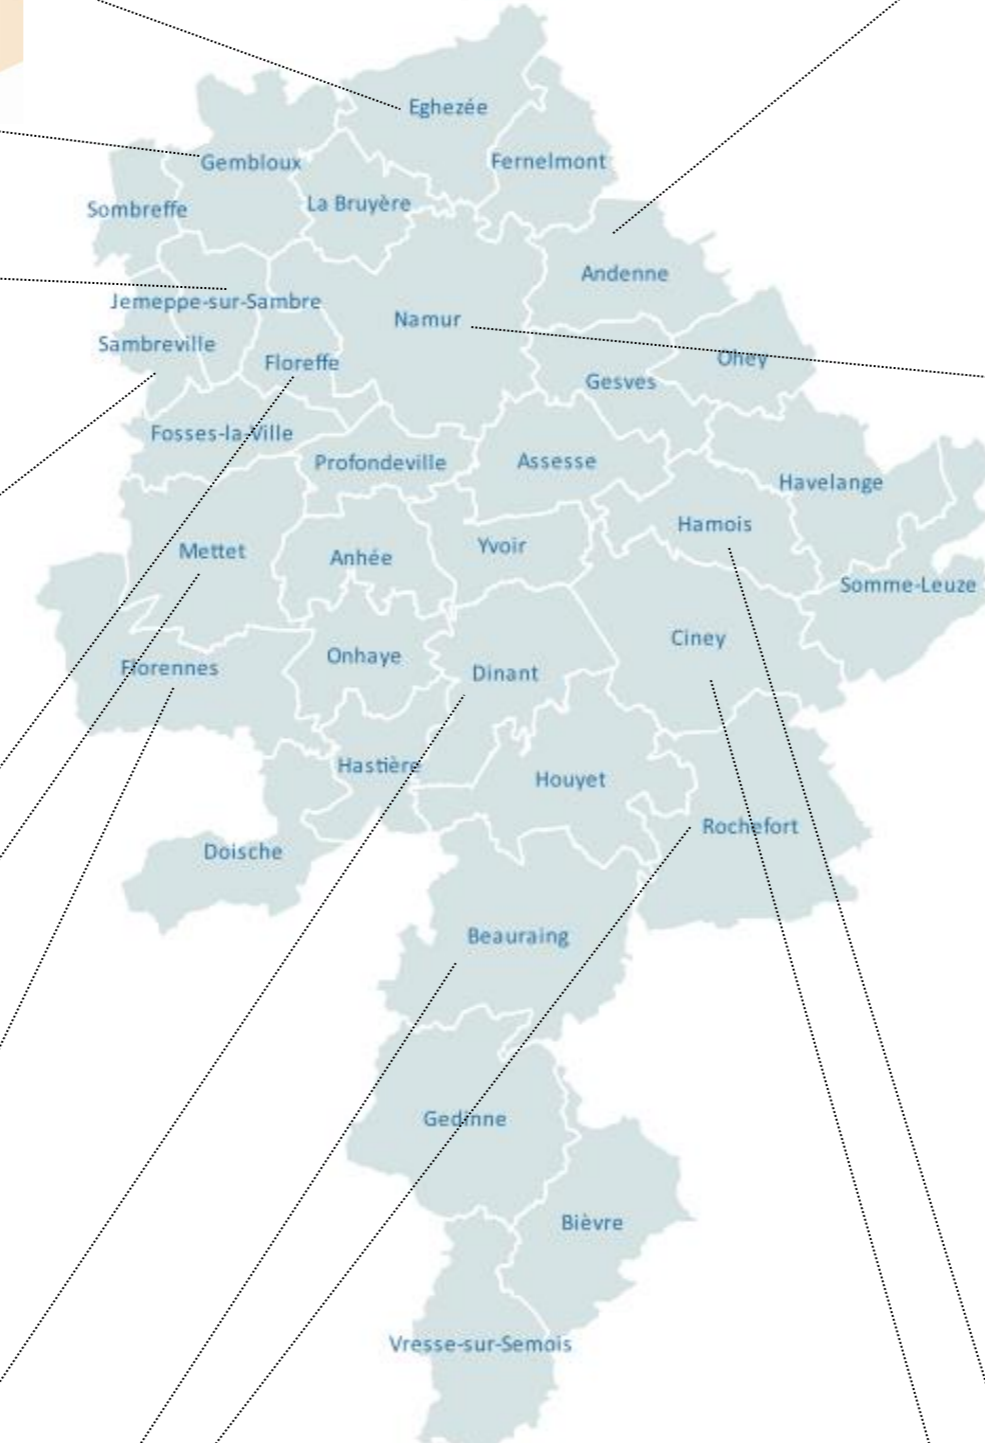 Eghezée
Fernelmont
Gembloux
La Bruyère
Sombreffe
Andenne
Jemeppe-sur-Sambre
Namur
Sambreville
Ohey
Floreffe
Gesves
Fosses-la-Ville
Profondeville
Assesse
Havelange
Hamois
Mettet
Anhée
Yvoir
Somme-Leuze
Ciney
Onhaye
Florennes
Dinant
Hastière
Houyet
Rochefort
Doische
Beauraing
Gedinne
Bièvre
Vresse-sur-Semois